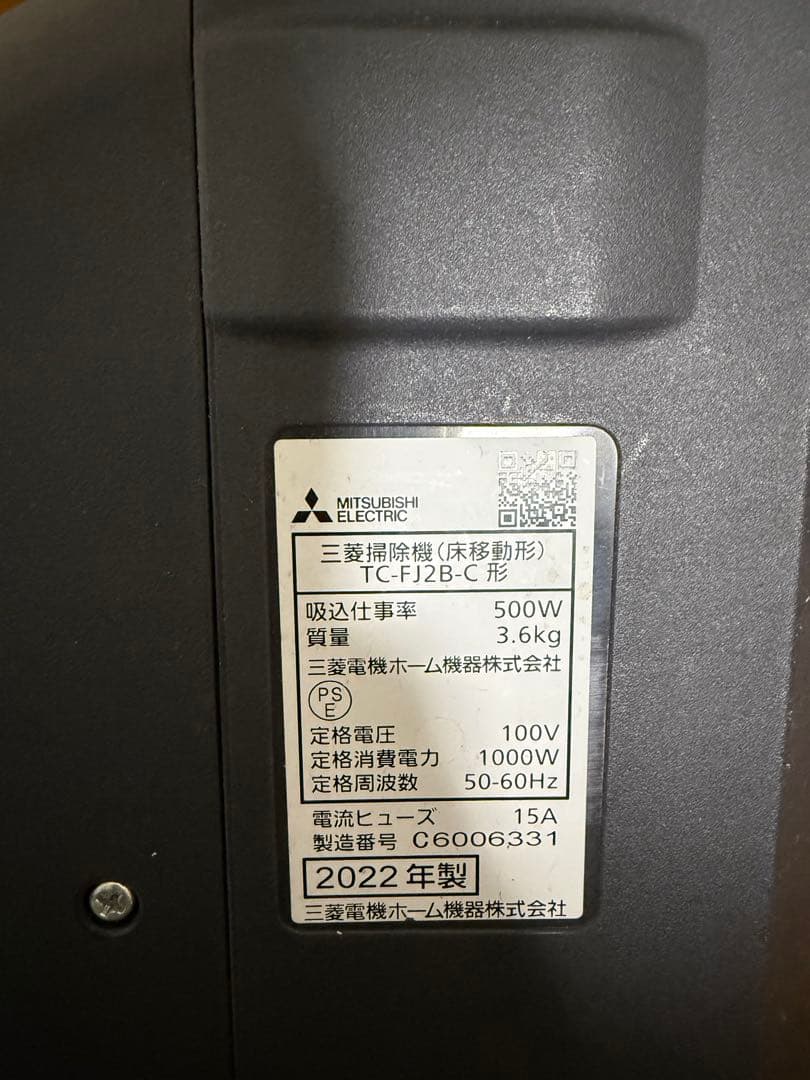 MITSUBISHI
ELECTRIC
三菱掃除機(床移動形)
TC-FJ2B-C 形
吸込仕事率 500W
質量 3.6kg
三菱電機ホーム機器株式会社
PS
E
定格電圧 100V
定格消費電力 1000W
定格周波数 50-60Hz
電流ヒューズ 15A
製造番号 C6006331
2022 年製
三菱電機ホーム機器株式会社